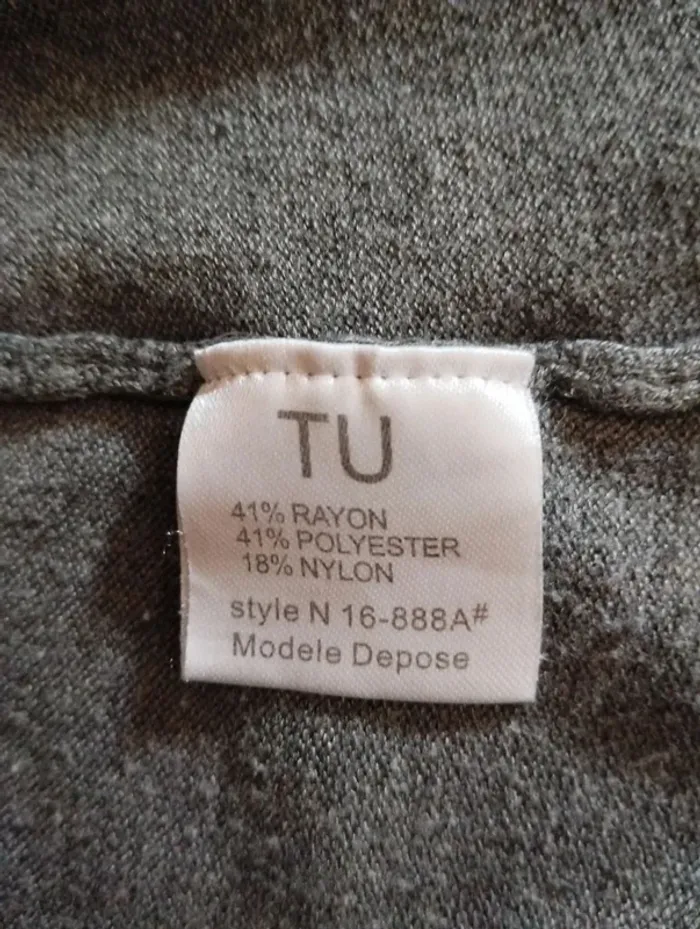 TU
41% RAYON
41% POLYESTER
18% NYLON
style N 16-888A#
Modele Depose